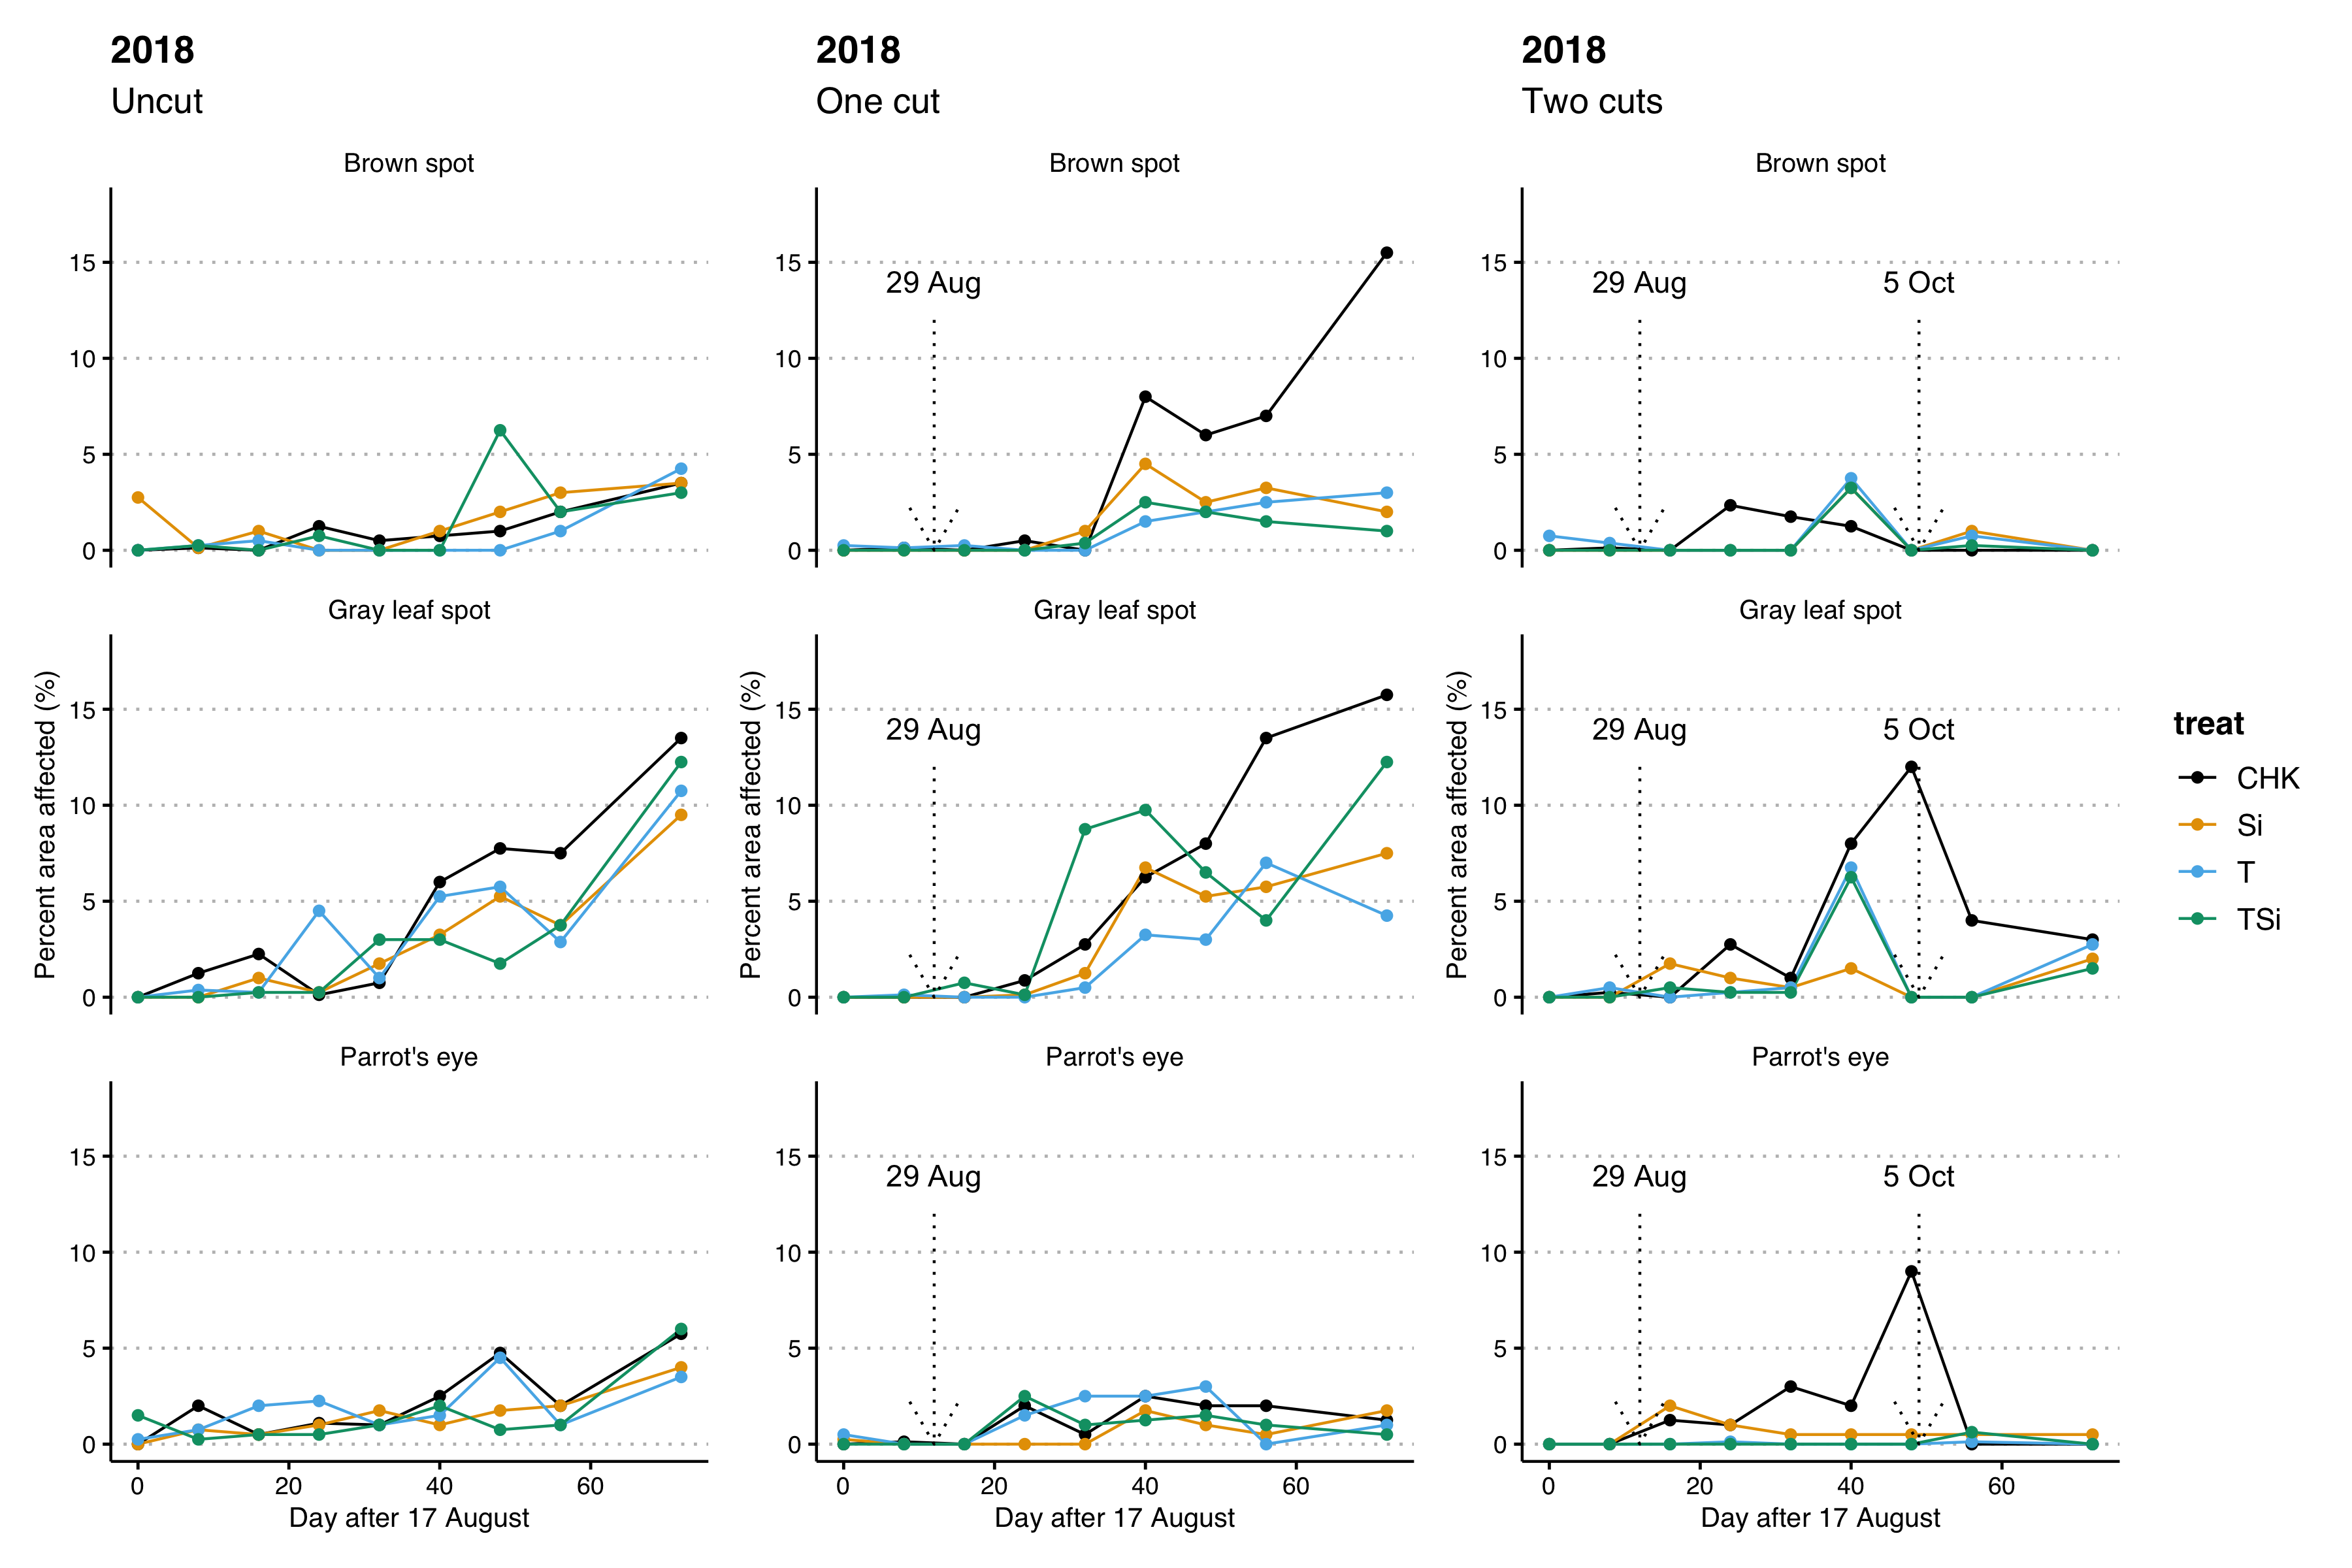 2018
Uncut
2018
One cut
2018
Two cuts
Brown spot
15
10
5
0
Brown spot
15
10
5
0
29 Aug
Brown spot
15
10
5
0
29 Aug
5 Oct
Gray leaf spot
Percent area affected (%)
15
10
5
0
Gray leaf spot
Percent area affected (%)
15
10
5
0
29 Aug
Gray leaf spot
Percent area affected (%)
15
10
5
0
29 Aug
5 Oct
treat
CHK
Si
T
TSi
Parrot's eye
15
10
5
0
0 20 40 60
Day after 17 August
Parrot's eye
15
10
5
0
29 Aug
0 20 40 60
Day after 17 August
Parrot's eye
15
10
5
0
29 Aug
5 Oct
0 20 40 60
Day after 17 August